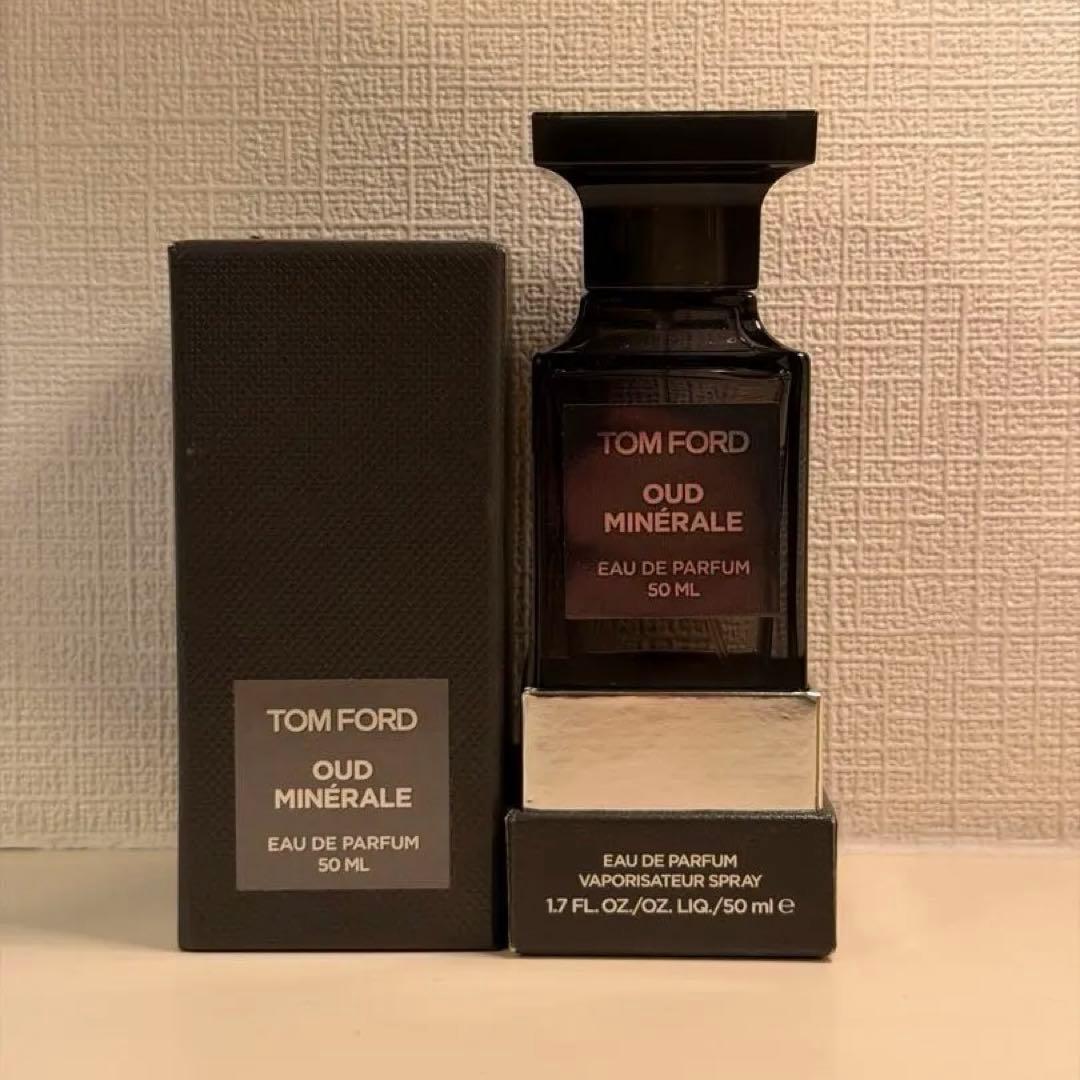 TOM FORD
OUD
MINÉRALE
EAU DE PARFUM
50 ML
TOM FORD
OUD
MINÉRALE
EAU DE PARFUM
50 ML
EAU DE PARFUM
VAPORISATEUR SPRAY
1.7 FL. OZ./OZ. LIQ./50 ml ℮